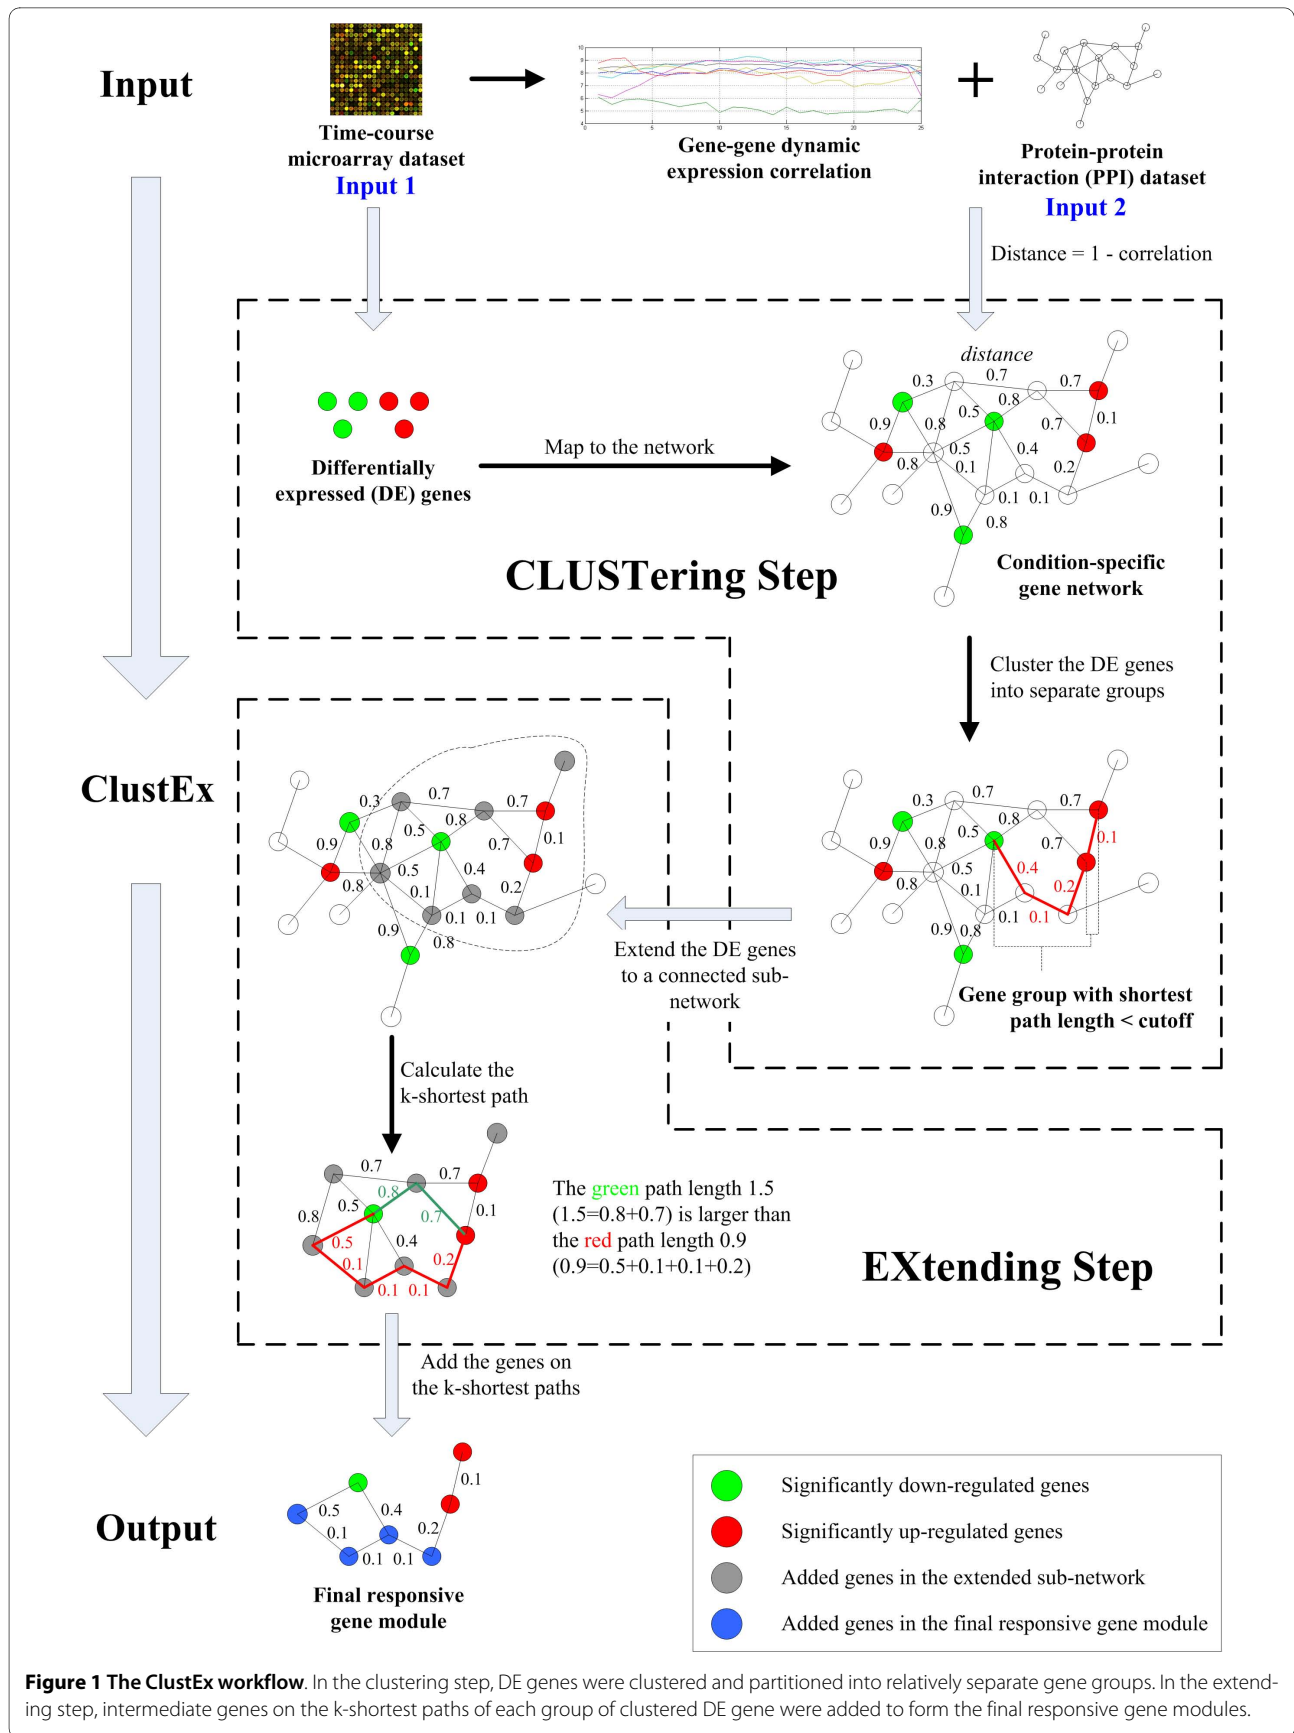 Input
10
9
8
7
6
5
4
0 5 10 15 20 25
Time-course
microarray dataset
Input 1
Gene-gene dynamic
expression correlation
Protein-protein
interaction (PPI) dataset
Input 2
Distance = 1 - correlation
Differentially
expressed (DE) genes
Map to the network
distance
0.3
0.7
0.7
0.8
0.9
0.8
0.5
0.1
0.7
0.8
0.5
0.4
0.1
0.2
0.1
0.1
0.9
0.8
Condition-specific
gene network
CLUSTering Step
Cluster the DE genes
into separate groups
ClustEx
0.3
0.7
0.7
0.8
0.9
0.8
0.5
0.1
0.7
0.8
0.5
0.4
0.1
0.2
0.1
0.1
0.9
0.8
Extend the DE genes
to a connected sub-
network
0.3
0.7
0.7
0.8
0.9
0.8
0.5
0.1
0.7
0.8
0.5
0.4
0.1
0.2
0.1
0.1
0.9
0.8
Gene group with shortest
path length < cutoff
Calculate the
k-shortest path
0.7
0.7
0.8
0.8
0.5
0.7
0.1
0.5
0.4
0.1
0.2
0.1
0.1
The green path length 1.5
(1.5=0.8+0.7) is larger than
the red path length 0.9
(0.9=0.5+0.1+0.1+0.2)
EXtending Step
Add the genes on
the k-shortest paths
Output
0.1
0.5
0.4
0.1
0.2
0.1
0.1
Final responsive
gene module
Significantly down-regulated genes
Significantly up-regulated genes
Added genes in the extended sub-network
Added genes in the final responsive gene module
Figure 1 The ClustEx workflow. In the clustering step, DE genes were clustered and partitioned into relatively separate gene groups. In the extend-
ing step, intermediate genes on the k-shortest paths of each group of clustered DE gene were added to form the final responsive gene modules.